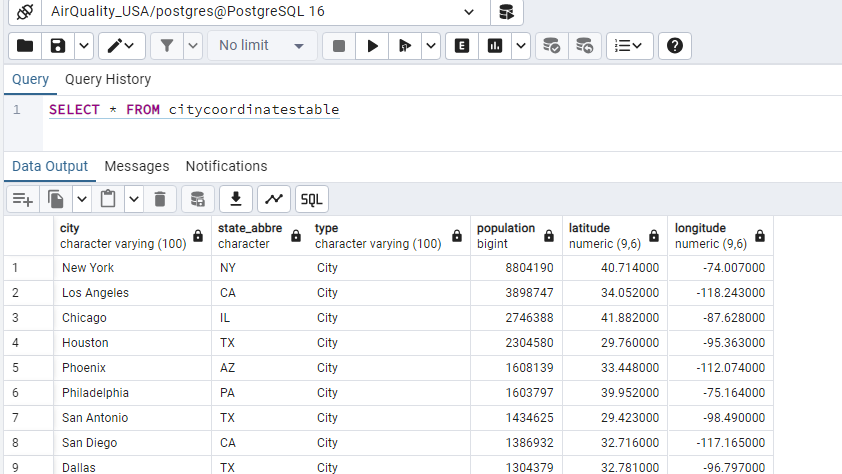 AirQuality_USA/postgres@PostgreSQL 16
No limit
E
Query Query History
1 SELECT * FROM citycoordinatestable
Data Output Messages Notifications
SQL
city state_abbre type population latitude longitude
character varying (100) character character varying (100) bigint numeric (9,6) numeric (9,6)
1 New York NY City 8804190 40.714000 -74.007000
2 Los Angeles CA City 3898747 34.052000 -118.243000
3 Chicago IL City 2746388 41.882000 -87.628000
4 Houston TX City 2304580 29.760000 -95.363000
5 Phoenix AZ City 1608139 33.448000 -112.074000
6 Philadelphia PA City 1603797 39.952000 -75.164000
7 San Antonio TX City 1434625 29.423000 -98.490000
8 San Diego CA City 1386932 32.716000 -117.165000
9 Dallas TX City 1304379 32.781000 -96.797000